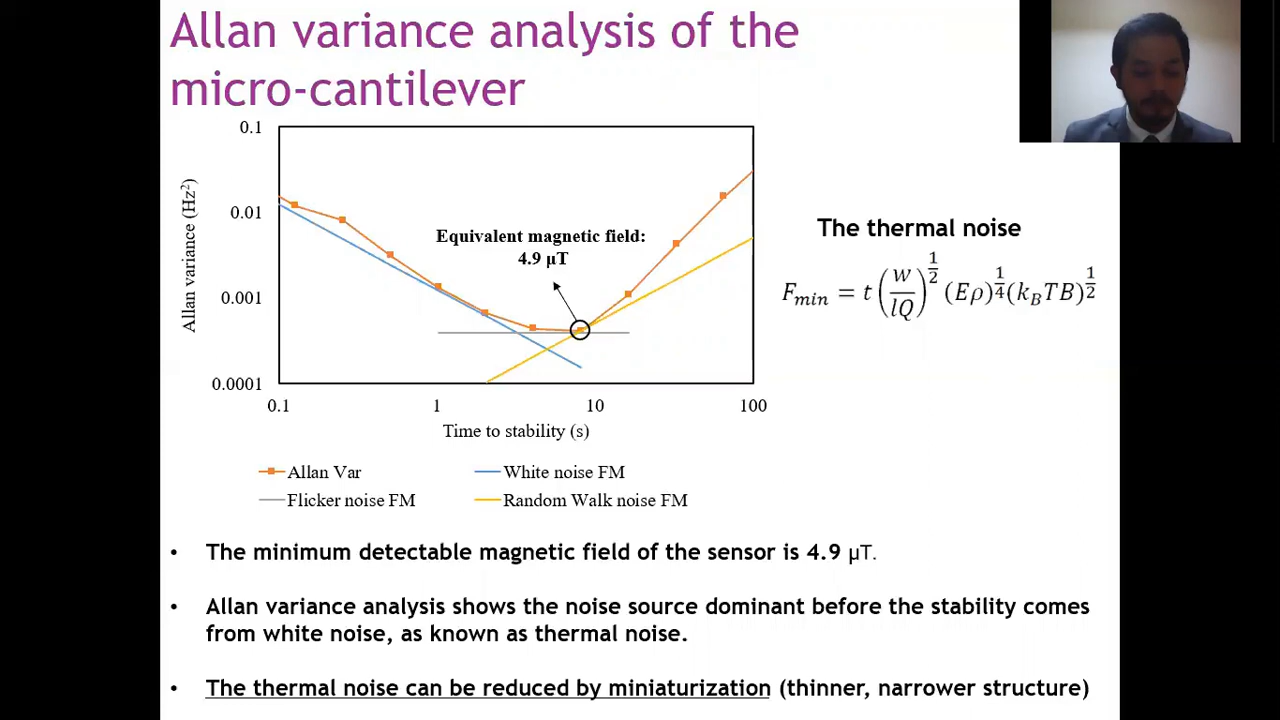 Allan variance analysis of the
micro-cantilever
0.1
0.01
0.001
0.0001
Allan variance (Hz²)
Equivalent magnetic field:
4.9 μT
0.1 1 10 100
Time to stability (s)
Allan Var White noise FM
Flicker noise FM Random Walk noise FM
The thermal noise
F_min = t (w/lQ)^(1/2) (Eρ)^(1/4) (k_B TB)^(1/2)
• The minimum detectable magnetic field of the sensor is 4.9 μT.
• Allan variance analysis shows the noise source dominant before the stability comes
from white noise, as known as thermal noise.
• The thermal noise can be reduced by miniaturization (thinner, narrower structure)